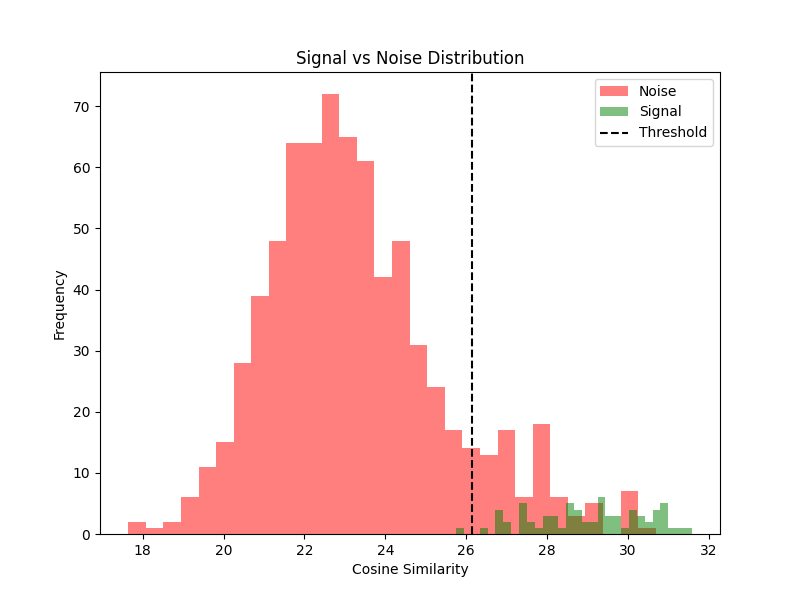 Signal vs Noise Distribution
Noise
Signal
Threshold
70
60
50
40
30
20
10
0
Frequency
18 20 22 24 26 28 30 32
Cosine Similarity